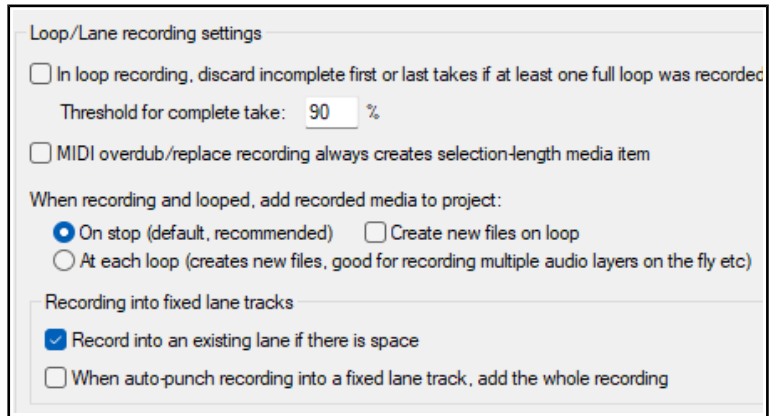 Loop/Lane recording settings
In loop recording, discard incomplete first or last takes if at least one full loop was recorded
Threshold for complete take: 90 %
MIDI overdub/replace recording always creates selection-length media item
When recording and looped, add recorded media to project:
On stop (default, recommended) Create new files on loop
At each loop (creates new files, good for recording multiple audio layers on the fly etc)
Recording into fixed lane tracks
Record into an existing lane if there is space
When auto-punch recording into a fixed lane track, add the whole recording